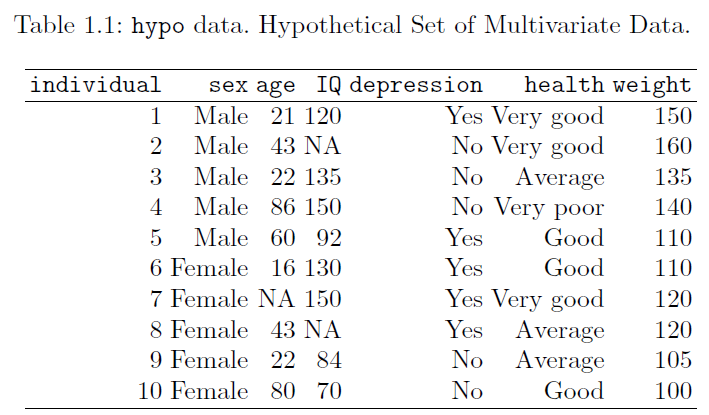 Table 1.1: hypo data. Hypothetical Set of Multivariate Data.
individual sex age IQ depression health weight
1 Male 21 120 Yes Very good 150
2 Male 43 NA No Very good 160
3 Male 22 135 No Average 135
4 Male 86 150 No Very poor 140
5 Male 60 92 Yes Good 110
6 Female 16 130 Yes Good 110
7 Female NA 150 Yes Very good 120
8 Female 43 NA Yes Average 120
9 Female 22 84 No Average 105
10 Female 80 70 No Good 100